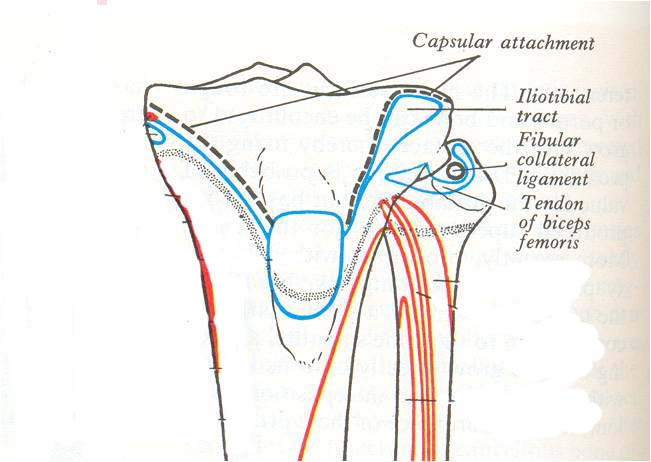 Capsular attachment
Iliotibial
tract
Fibular
collateral
ligament
Tendon
of biceps
femoris